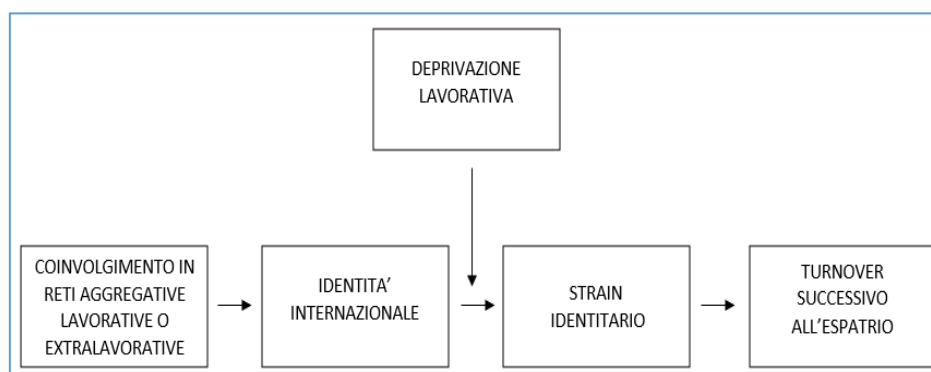 DEPRIVAZIONE
LAVORATIVA
COINVOLGIMENTO IN
RETI AGGREGATIVE
LAVORATIVE O
EXTRALAVORATIVE
IDENTITA’
INTERNAZIONALE
STRAIN
IDENTITARIO
TURNOVER
SUCCESSIVO
ALL’ESPATRIO